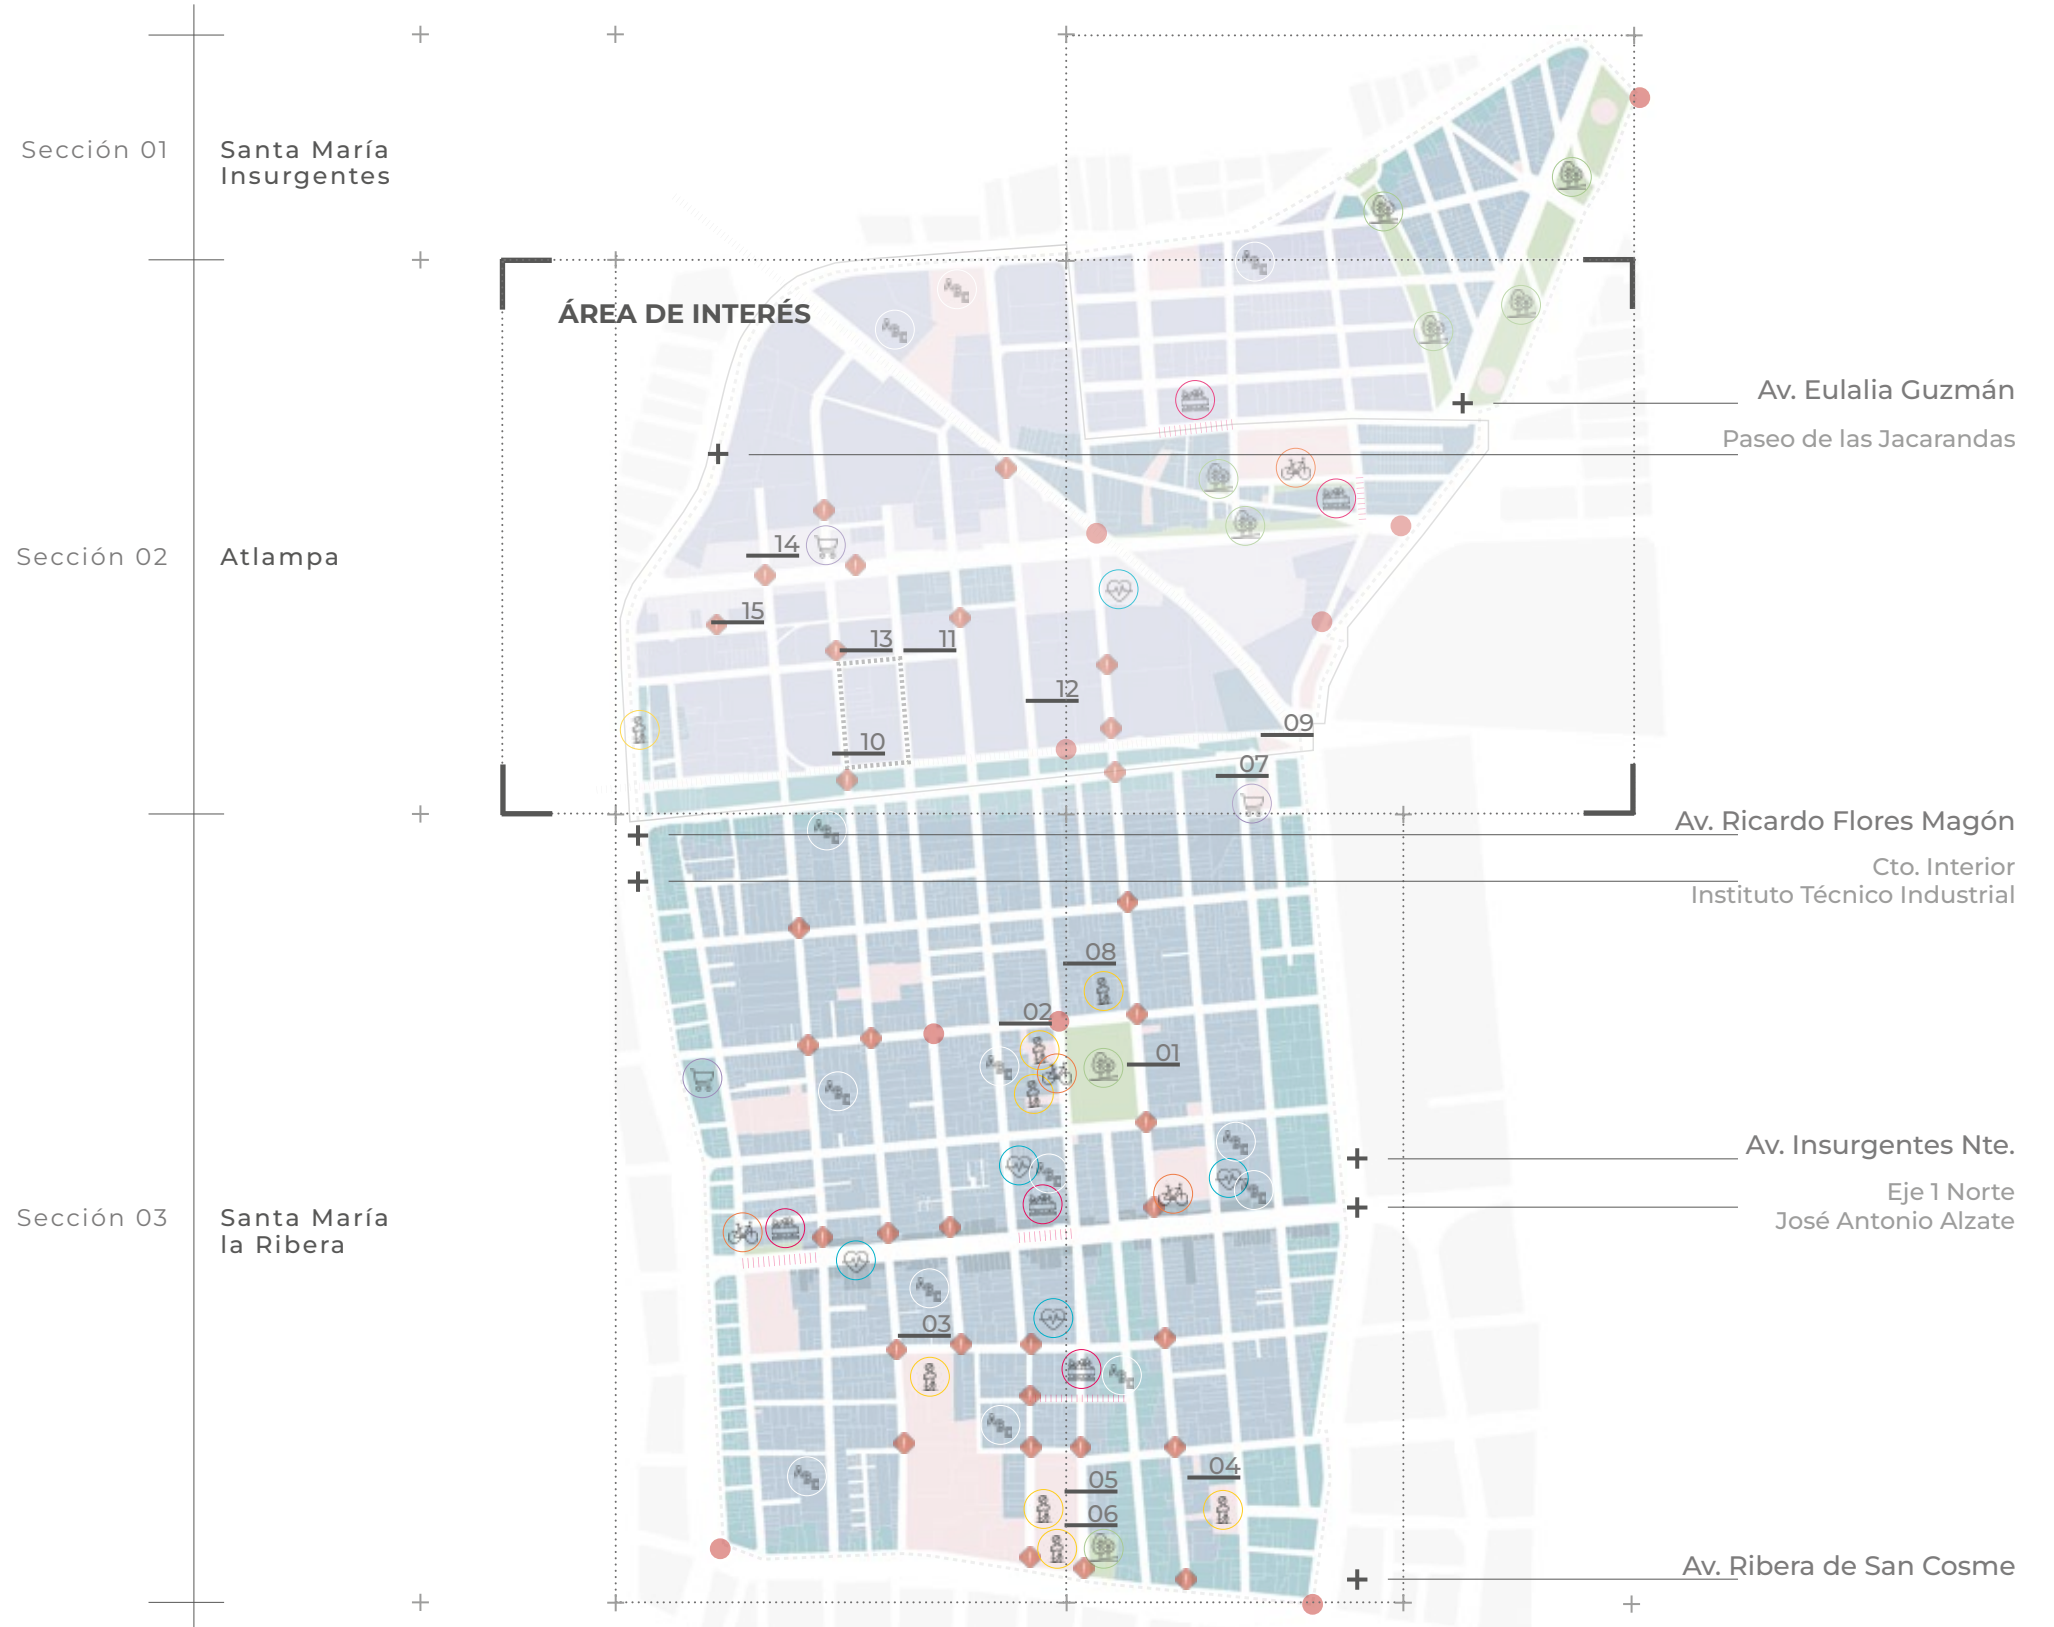 Sección 01
Santa María
Insurgentes
ÁREA DE INTERÉS
Av. Eulalia Guzmán
Paseo de las Jacarandas
Sección 02
Atlampa
14
15
13
11
12
10
09
07
Av. Ricardo Flores Magón
Cto. Interior
Instituto Técnico Industrial
08
02
01
Av. Insurgentes Nte.
Eje 1 Norte
José Antonio Alzate
Sección 03
Santa María
la Ribera
03
04
05
06
Av. Ribera de San Cosme